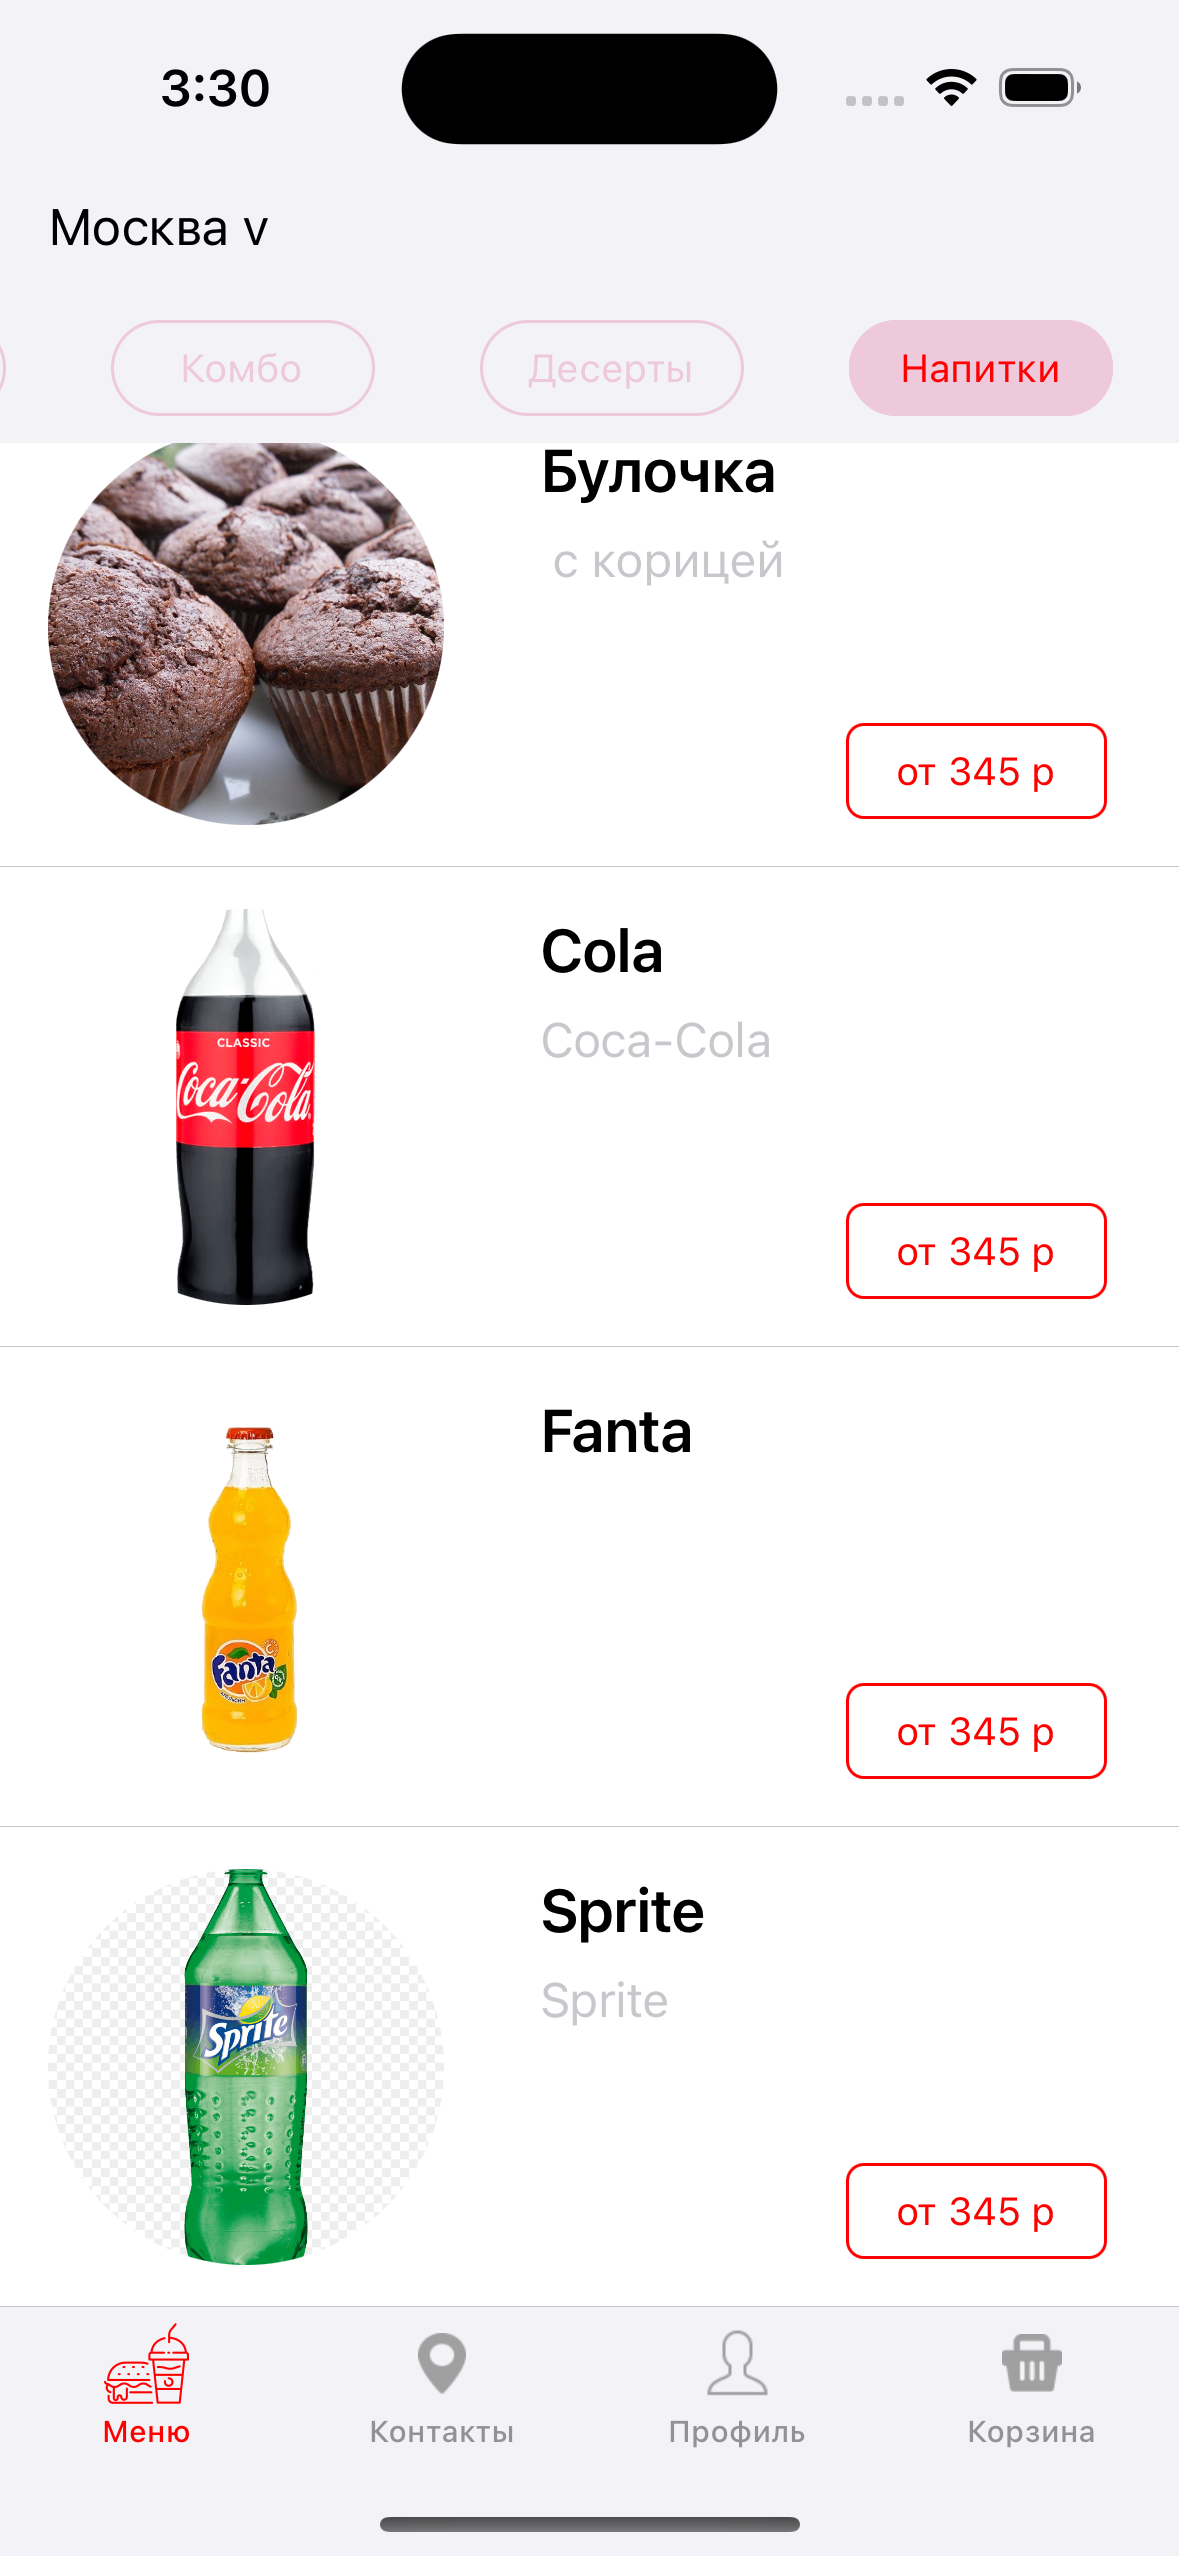 3:30
Москва v
Комбо
Десерты
Напитки
Булочка
с корицей
от 345 р
CLASSIC
Coca-Cola
Cola
Coca-Cola
от 345 р
Fanta
Fanta
от 345 р
Sprite
Sprite
Sprite
от 345 р
Меню
Контакты
Профиль
Корзина